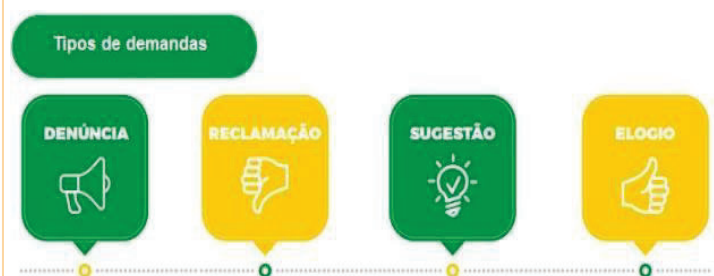 Tipos de demandas
DENÚNCIA
RECLAMAÇÃO
SUGESTÃO
ELOGIO